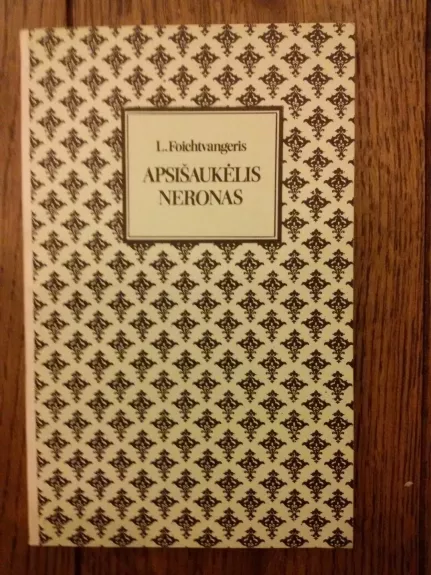 L. Foichtvangeris
APSIŠAUKĖLIS
NERONAS